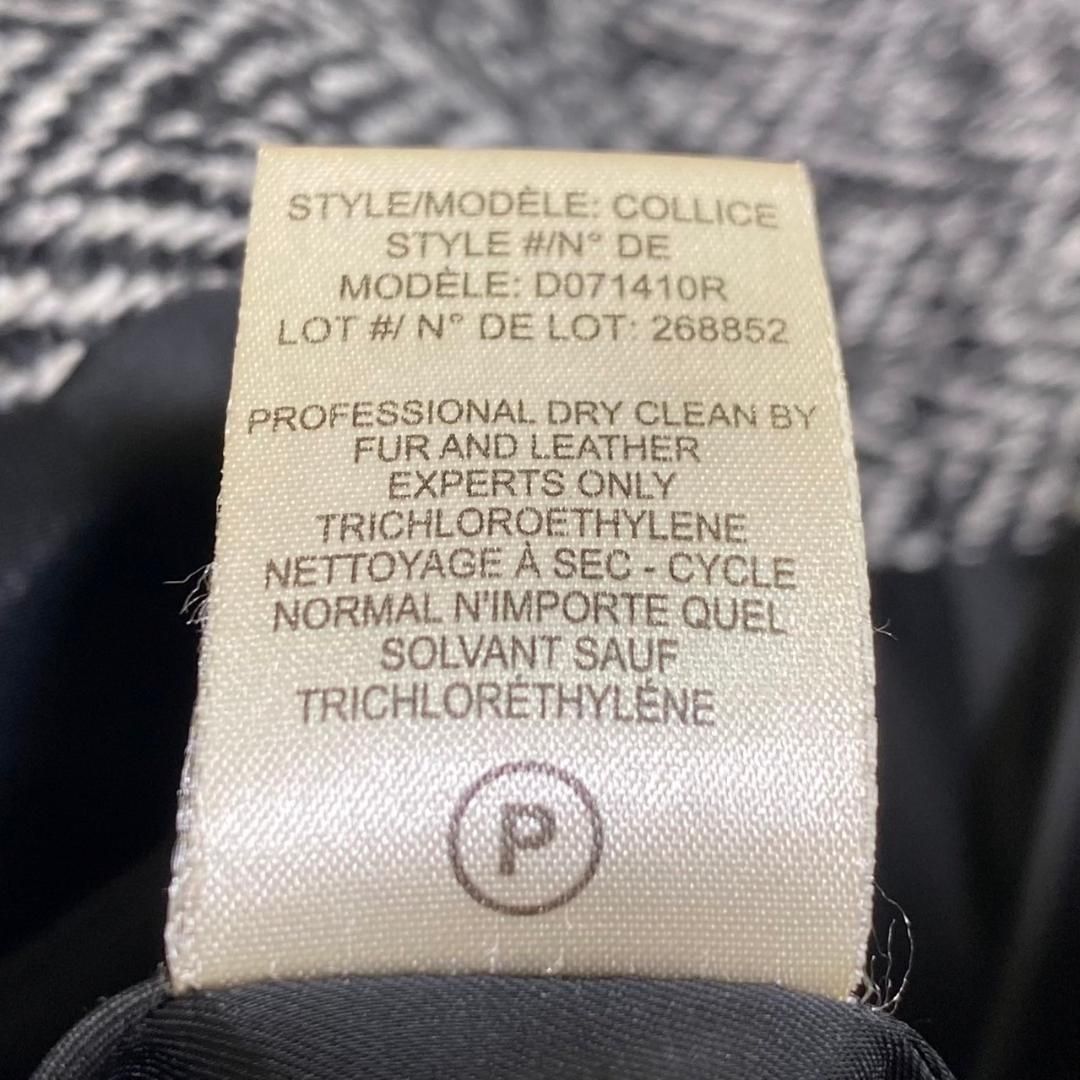 STYLE/MODÈLE: COLLICE
STYLE #/N° DE
MODÈLE: D071410R
LOT #/ N° DE LOT: 268852
PROFESSIONAL DRY CLEAN BY
FUR AND LEATHER
EXPERTS ONLY
TRICHLOROETHYLENE
NETTOYAGE À SEC - CYCLE
NORMAL N'IMPORTE QUEL
SOLVANT SAUF
TRICHLORÉTHYLÉNE
P